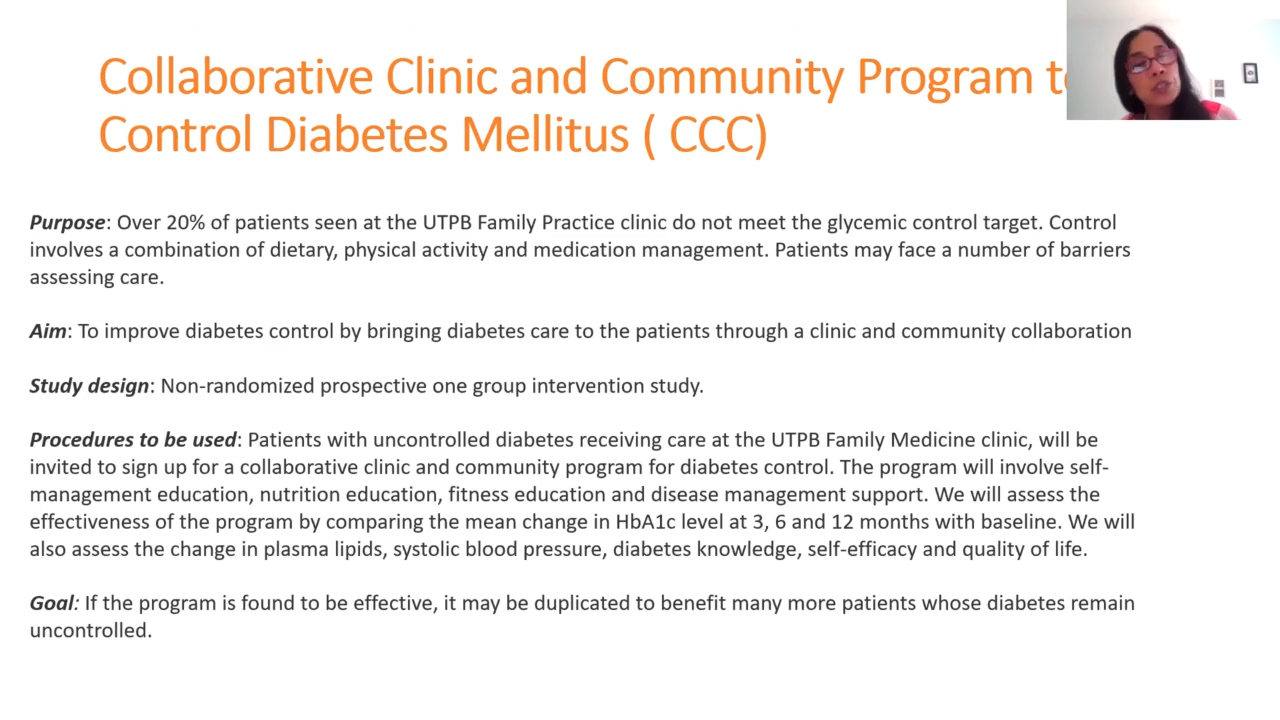 Collaborative Clinic and Community Program
Control Diabetes Mellitus ( CCC)
Purpose: Over 20% of patients seen at the UTPB Family Practice clinic do not meet the glycemic control target. Control
involves a combination of dietary, physical activity and medication management. Patients may face a number of barriers
assessing care.
Aim: To improve diabetes control by bringing diabetes care to the patients through a clinic and community collaboration
Study design: Non-randomized prospective one group intervention study.
Procedures to be used: Patients with uncontrolled diabetes receiving care at the UTPB Family Medicine clinic, will be
invited to sign up for a collaborative clinic and community program for diabetes control. The program will involve self-
management education, nutrition education, fitness education and disease management support. We will assess the
effectiveness of the program by comparing the mean change in HbA1c level at 3, 6 and 12 months with baseline. We will
also assess the change in plasma lipids, systolic blood pressure, diabetes knowledge, self-efficacy and quality of life.
Goal: If the program is found to be effective, it may be duplicated to benefit many more patients whose diabetes remain
uncontrolled.